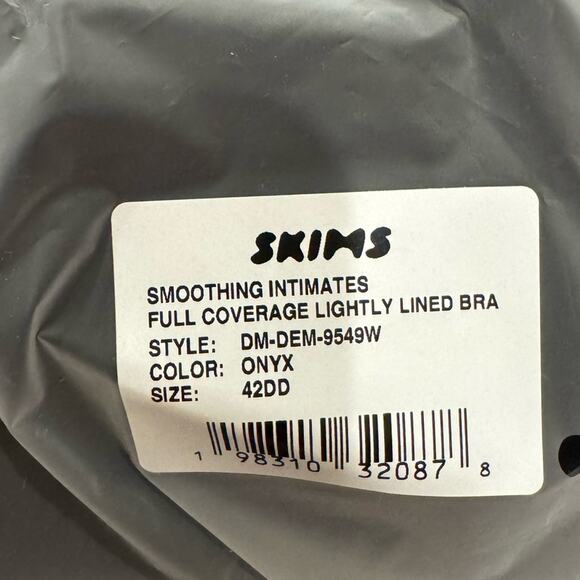 SKIMS
SMOOTHING INTIMATES
FULL COVERAGE LIGHTLY LINED BRA
STYLE: DM-DEM-9549W
COLOR: ONYX
SIZE: 42DD
1 98310 32087 8